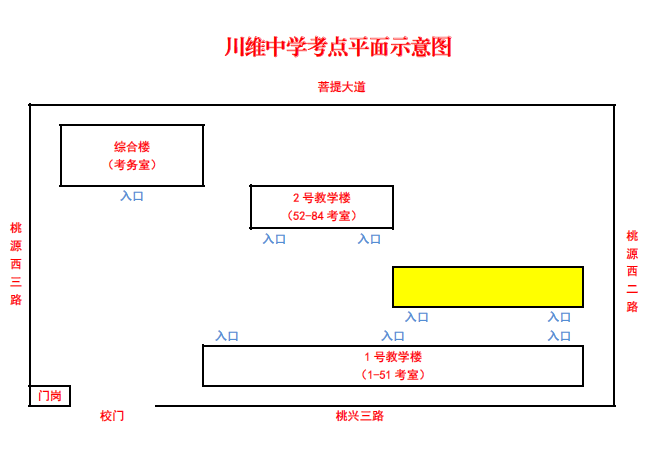 川维中学考点平面示意图
菩提大道
综合楼
（考务室）
入口
2号教学楼
（52-84考室）
入口 入口
桃源西三路
桃源西二路
入口 入口
入口 入口 入口
1号教学楼
（1-51考室）
门岗
校门
桃兴三路